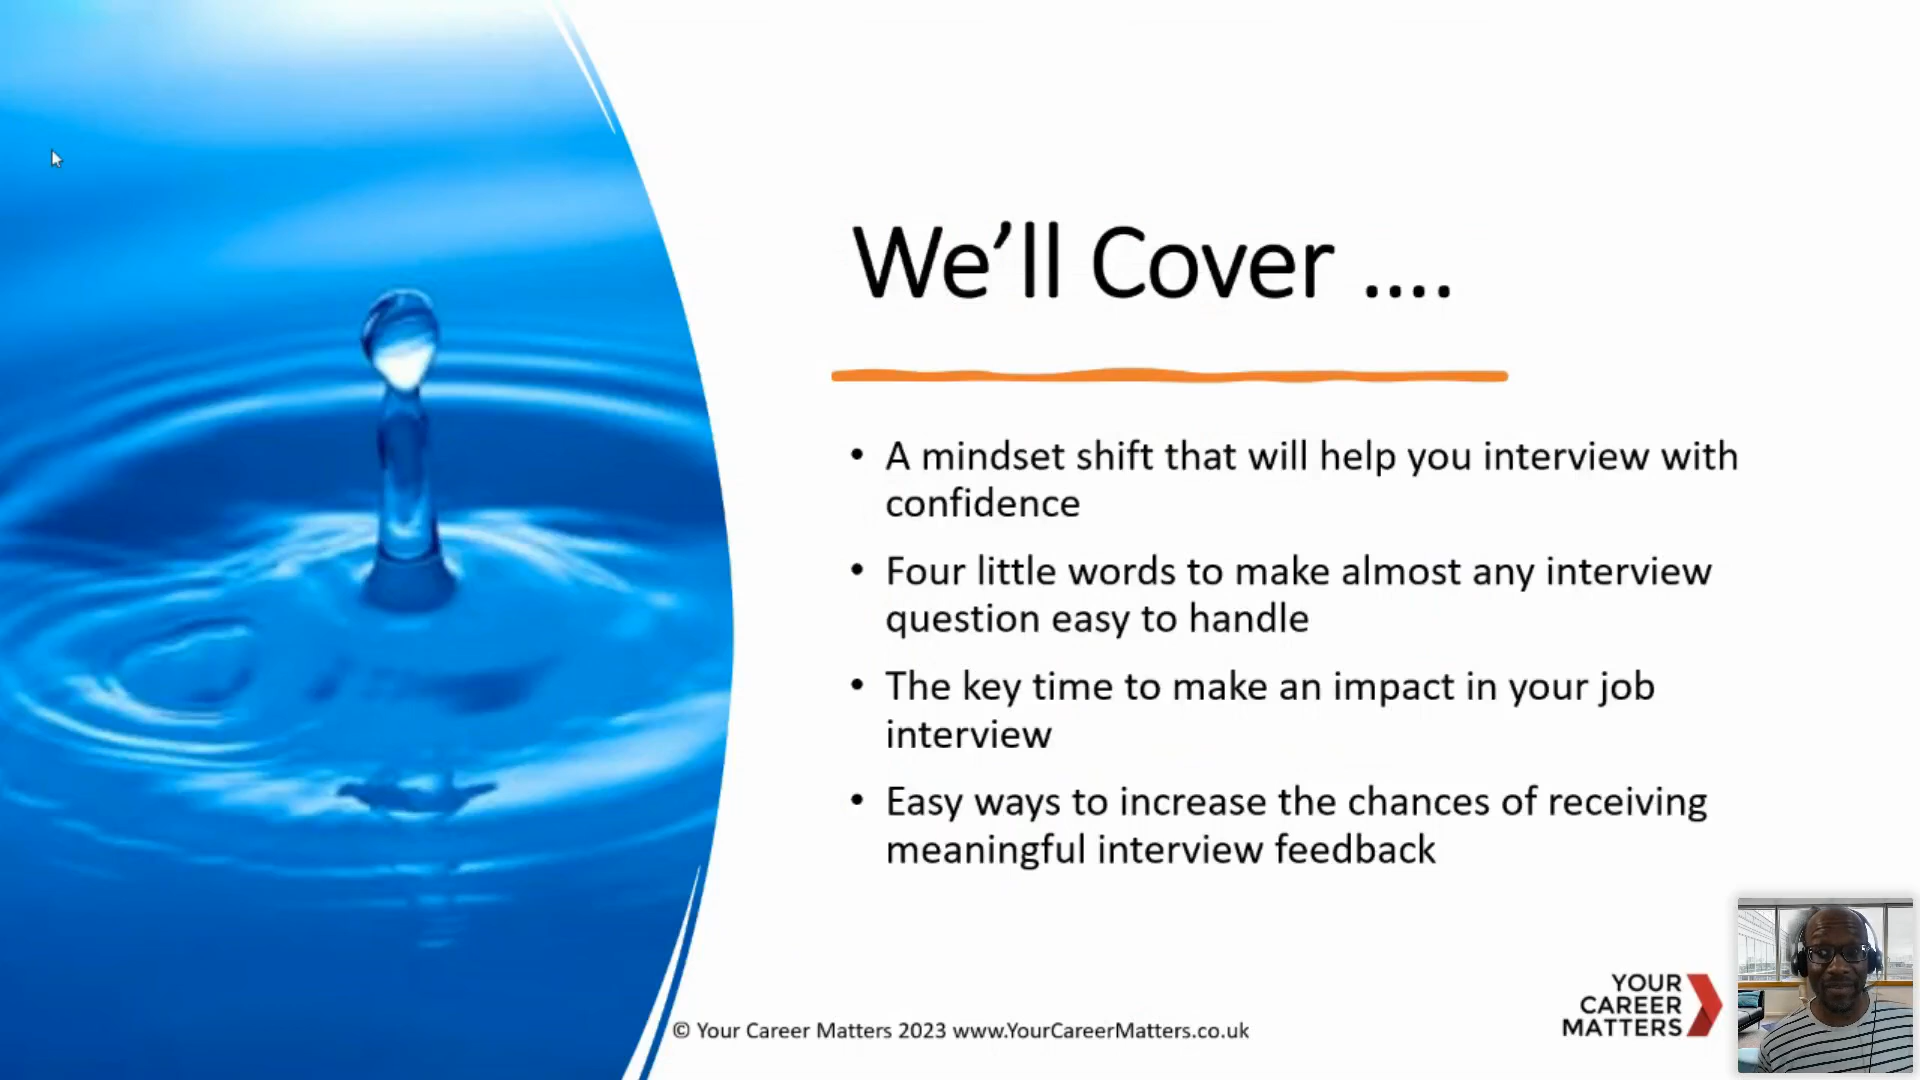 We’ll Cover ....
• A mindset shift that will help you interview with
confidence
• Four little words to make almost any interview
question easy to handle
• The key time to make an impact in your job
interview
• Easy ways to increase the chances of receiving
meaningful interview feedback
© Your Career Matters 2023 www.YourCareerMatters.co.uk
YOUR
CAREER
MATTERS